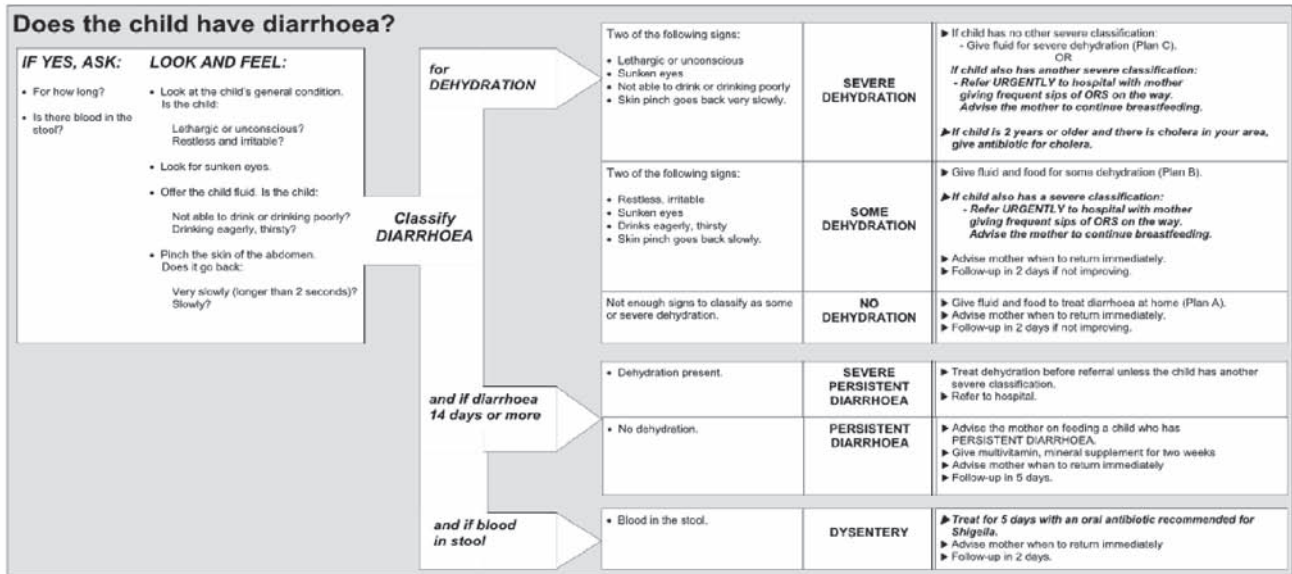 Does the child have diarrhoea?
IF YES, ASK:
• For how long?
• Is there blood in the
stool?
LOOK AND FEEL:
• Look at the child's general condition.
Is the child:
Lethargic or unconscious?
Restless and irritable?
• Look for sunken eyes.
• Offer the child fluid. Is the child:
Not able to drink or drinking poorly?
Drinking eagerly, thirsty?
• Pinch the skin of the abdomen.
Does it go back:
Very slowly (longer than 2 seconds)?
Slowly?
Classify
DIARRHOEA
for
DEHYDRATION
Two of the following signs:
• Lethargic or unconscious
• Sunken eyes
• Not able to drink or drinking poorly
• Skin pinch goes back very slowly.
SEVERE
DEHYDRATION
▶ If child has no other severe classification:
- Give fluid for severe dehydration (Plan C).
OR
If child also has another severe classification:
- Refer URGENTLY to hospital with mother
giving frequent sips of ORS on the way.
Advise the mother to continue breastfeeding.
▶ If child is 2 years or older and there is cholera in your area,
give antibiotic for cholera.
Two of the following signs:
• Restless, irritable
• Sunken eyes
• Drinks eagerly, thirsty
• Skin pinch goes back slowly.
SOME
DEHYDRATION
▶ Give fluid and food for some dehydration (Plan B).
▶ If child also has a severe classification:
- Refer URGENTLY to hospital with mother
giving frequent sips of ORS on the way.
Advise the mother to continue breastfeeding.
▶ Advise mother when to return immediately.
▶ Follow-up in 2 days if not improving.
Not enough signs to classify as some
or severe dehydration.
NO
DEHYDRATION
▶ Give fluid and food to treat diarrhoea at home (Plan A).
▶ Advise mother when to return immediately.
▶ Follow-up in 2 days if not improving.
and if diarrhoea
14 days or more
• Dehydration present.
SEVERE
PERSISTENT
DIARRHOEA
▶ Treat dehydration before referral unless the child has another
severe classification.
▶ Refer to hospital.
• No dehydration.
PERSISTENT
DIARRHOEA
▶ Advise the mother on feeding a child who has
PERSISTENT DIARRHOEA.
▶ Give multivitamin, mineral supplement for two weeks
▶ Advise mother when to return immediately
▶ Follow-up in 5 days.
and if blood
in stool
• Blood in the stool.
DYSENTERY
▶ Treat for 5 days with an oral antibiotic recommended for
Shigella.
▶ Advise mother when to return immediately
▶ Follow-up in 2 days.